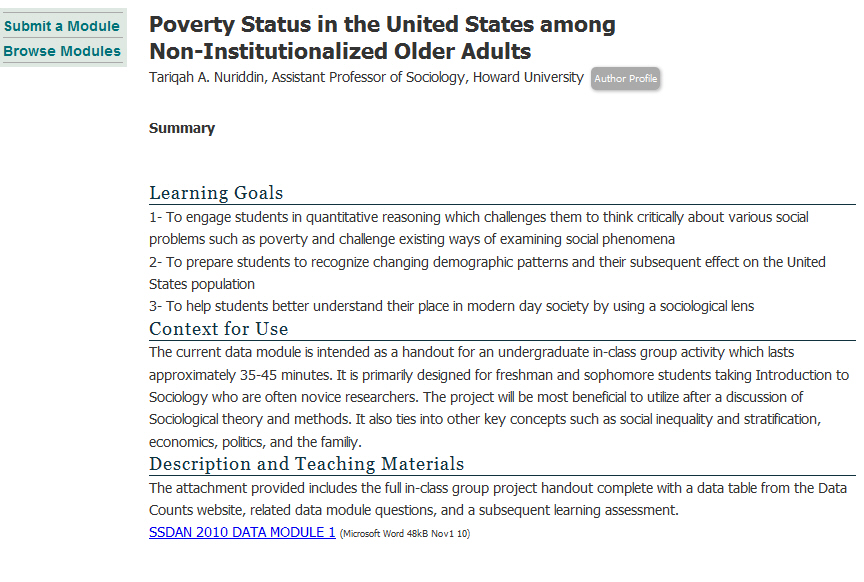 Submit a Module
Browse Modules
Poverty Status in the United States among
Non-Institutionalized Older Adults
Tariqah A. Nuriddin, Assistant Professor of Sociology, Howard University Author Profile
Summary
Learning Goals
1- To engage students in quantitative reasoning which challenges them to think critically about various social
problems such as poverty and challenge existing ways of examining social phenomena
2- To prepare students to recognize changing demographic patterns and their subsequent effect on the United
States population
3- To help students better understand their place in modern day society by using a sociological lens
Context for Use
The current data module is intended as a handout for an undergraduate in-class group activity which lasts
approximately 35-45 minutes. It is primarily designed for freshman and sophomore students taking Introduction to
Sociology who are often novice researchers. The project will be most beneficial to utilize after a discussion of
Sociological theory and methods. It also ties into other key concepts such as social inequality and stratification,
economics, politics, and the familiy.
Description and Teaching Materials
The attachment provided includes the full in-class group project handout complete with a data table from the Data
Counts website, related data module questions, and a subsequent learning assessment.
SSDAN 2010 DATA MODULE 1 (Microsoft Word 48kB Nov1 10)